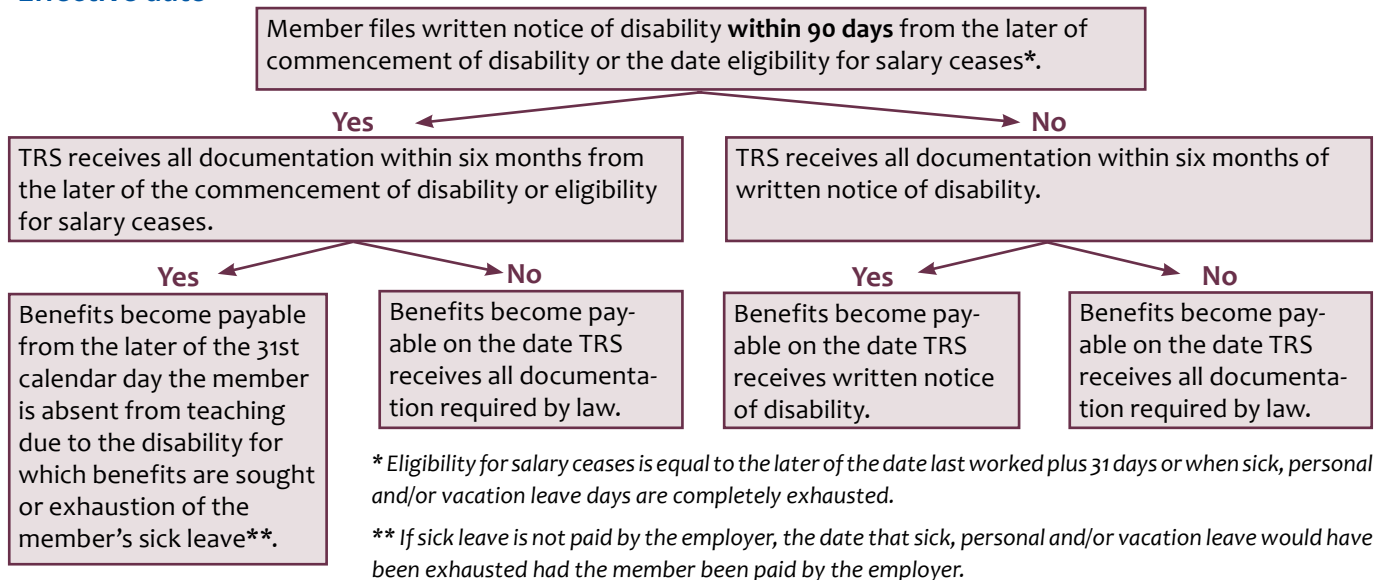 Effective date
Member files written notice of disability within 90 days from the later of
commencement of disability or the date eligibility for salary ceases*.
Yes
No
TRS receives all documentation within six months from
the later of the commencement of disability or eligibility
for salary ceases.
TRS receives all documentation within six months of
written notice of disability.
Yes
No
Yes
No
Benefits become payable
from the later of the 31st
calendar day the member
is absent from teaching
due to the disability for
which benefits are sought
or exhaustion of the
member's sick leave**.
Benefits become pay-
able on the date TRS
receives all documenta-
tion required by law.
Benefits become pay-
able on the date TRS
receives written notice
of disability.
Benefits become pay-
able on the date TRS
receives all documenta-
tion required by law.
* Eligibility for salary ceases is equal to the later of the date last worked plus 31 days or when sick, personal
and/or vacation leave days are completely exhausted.
** If sick leave is not paid by the employer, the date that sick, personal and/or vacation leave would have
been exhausted had the member been paid by the employer.